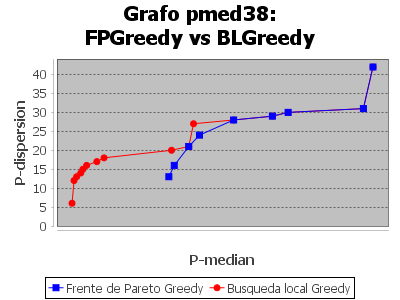 Grafo pmed38:
FPGreedy vs BLGreedy
P-dispersion
40
35
30
25
20
15
10
5
0
P-median
Frente de Pareto Greedy
Busqueda local Greedy